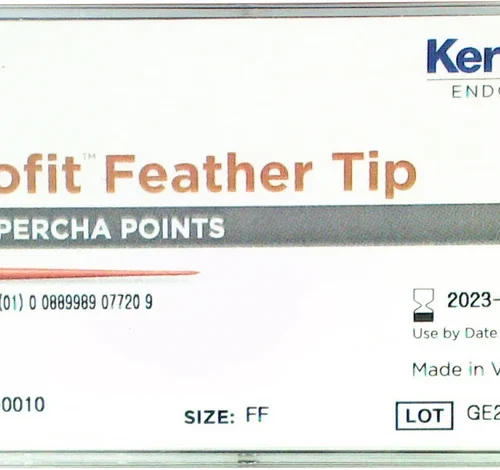 Ker
ENDO
ofit™ Feather Tip
PERCHA POINTS
(01) 0 0889989 07720 9
2023-
Use by Date
Made in V
0010
SIZE: FF
LOT GE2